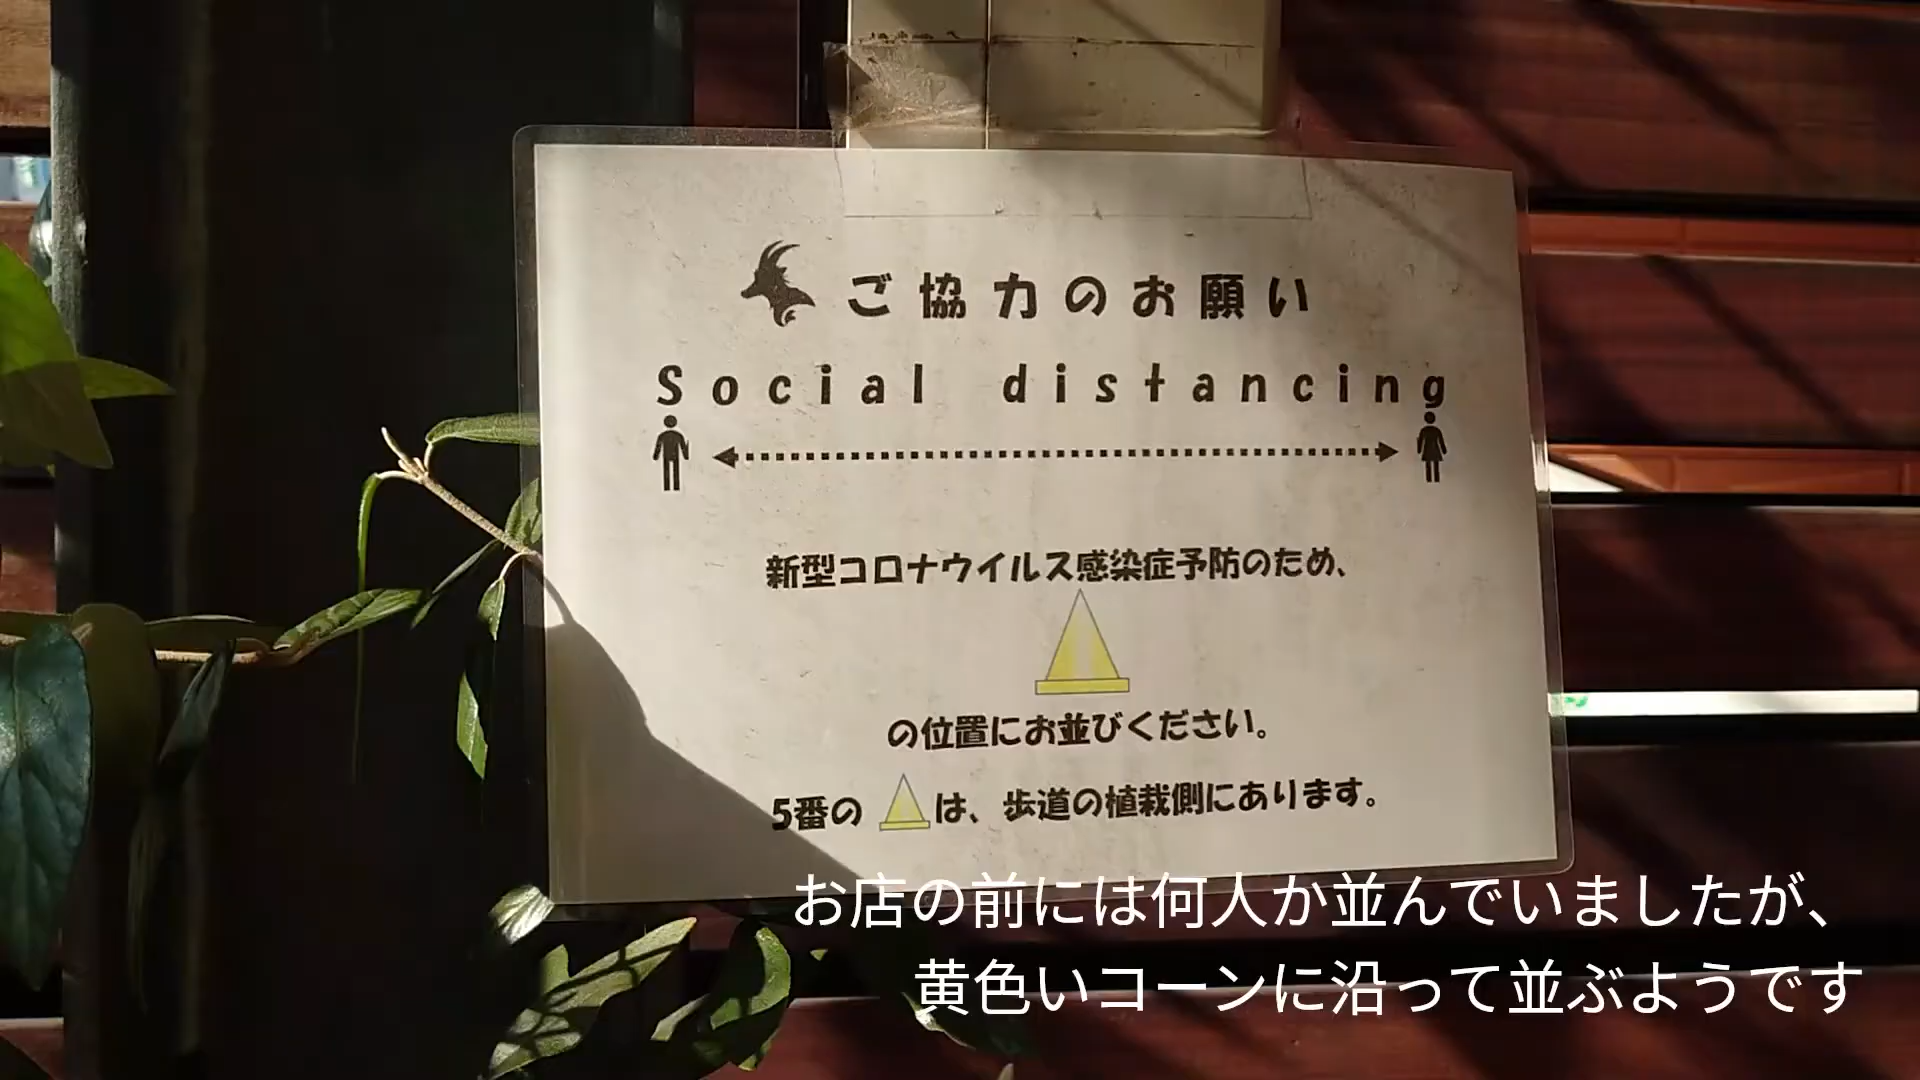 ご協力のお願い
Social distancing
新型コロナウイルス感染症予防のため、
の位置にお並びください。
5番の は、歩道の植栽側にあります。
お店の前には何人か並んでいましたが、
黄色いコーンに沿って並ぶようです